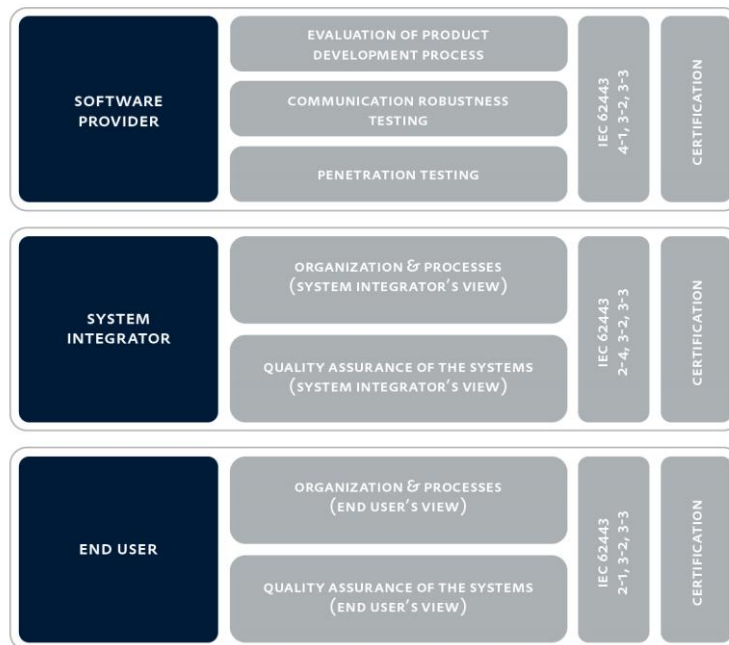 SOFTWARE
PROVIDER
EVALUATION OF PRODUCT
DEVELOPMENT PROCESS
COMMUNICATION ROBUSTNESS
TESTING
PENETRATION TESTING
IEC 62443
4-1, 3-2, 3-3
CERTIFICATION
SYSTEM
INTEGRATOR
ORGANIZATION & PROCESSES
(SYSTEM INTEGRATOR'S VIEW)
QUALITY ASSURANCE OF THE SYSTEMS
(SYSTEM INTEGRATOR'S VIEW)
IEC 62443
2-4, 3-2, 3-3
CERTIFICATION
END USER
ORGANIZATION & PROCESSES
(END USER'S VIEW)
QUALITY ASSURANCE OF THE SYSTEMS
(END USER'S VIEW)
IEC 62443
2-1, 3-2, 3-3
CERTIFICATION